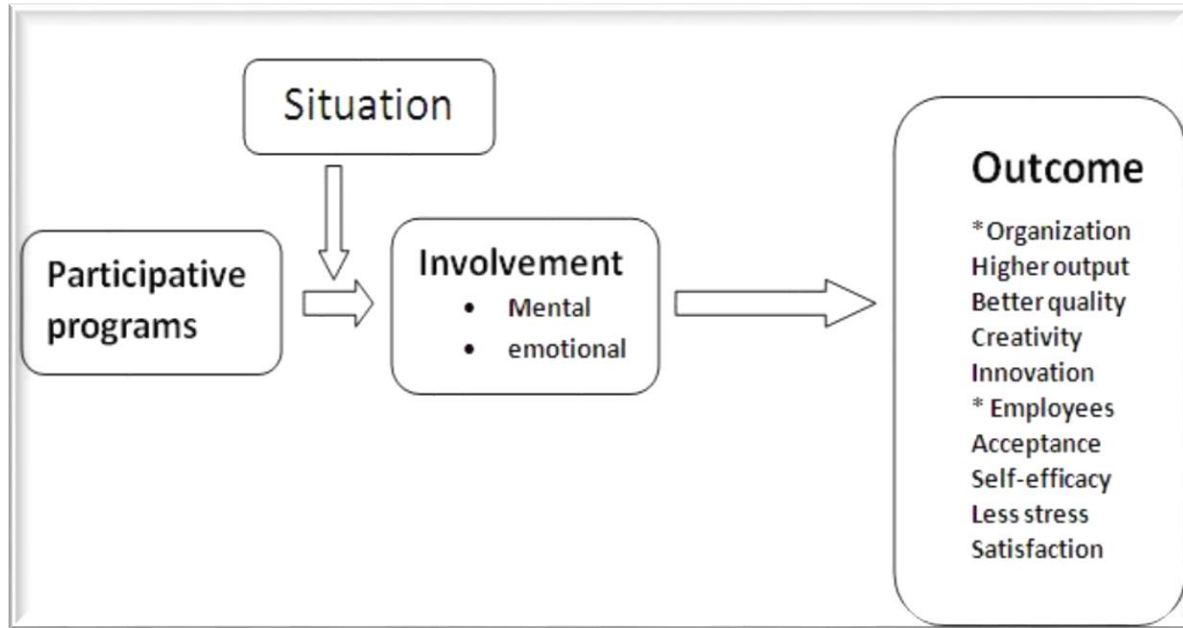 Situation
Participative
programs
Involvement
• Mental
• emotional
Outcome
* Organization
Higher output
Better quality
Creativity
Innovation
* Employees
Acceptance
Self-efficacy
Less stress
Satisfaction